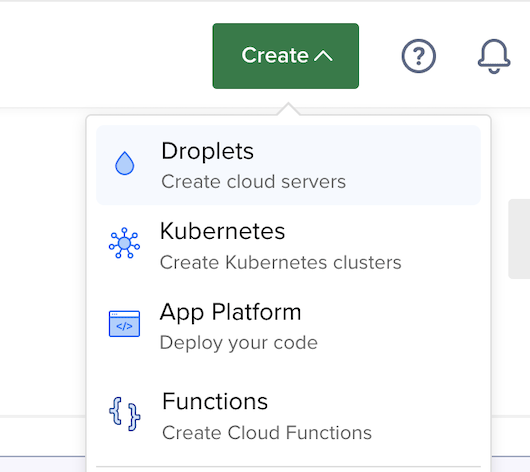 Create
Droplets
Create cloud servers
Kubernetes
Create Kubernetes clusters
App Platform
Deploy your code
Functions
Create Cloud Functions